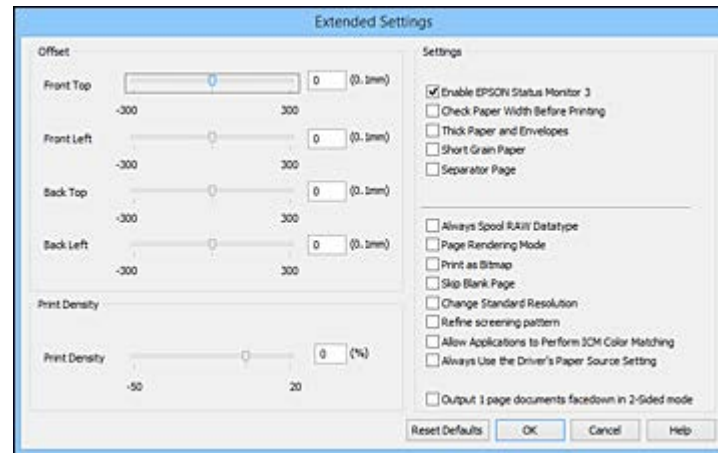 Extended Settings
Offset
Front Top
0
(0.1mm)
-300
300
Front Left
0
(0.1mm)
-300
300
Back Top
0
(0.1mm)
-300
300
Back Left
0
(0.1mm)
-300
300
Print Density
Print Density
0
(%)
-50
20
Settings
Enable EPSON Status Monitor 3
Check Paper Width Before Printing
Thick Paper and Envelopes
Short Grain Paper
Separator Page
Always Spool RAW Datatype
Page Rendering Mode
Print as Bitmap
Skip Blank Page
Change Standard Resolution
Refine screening pattern
Allow Applications to Perform ICM Color Matching
Always Use the Driver's Paper Source Setting
Output 1 page documents facedown in 2-Sided mode
Reset Defaults
OK
Cancel
Help